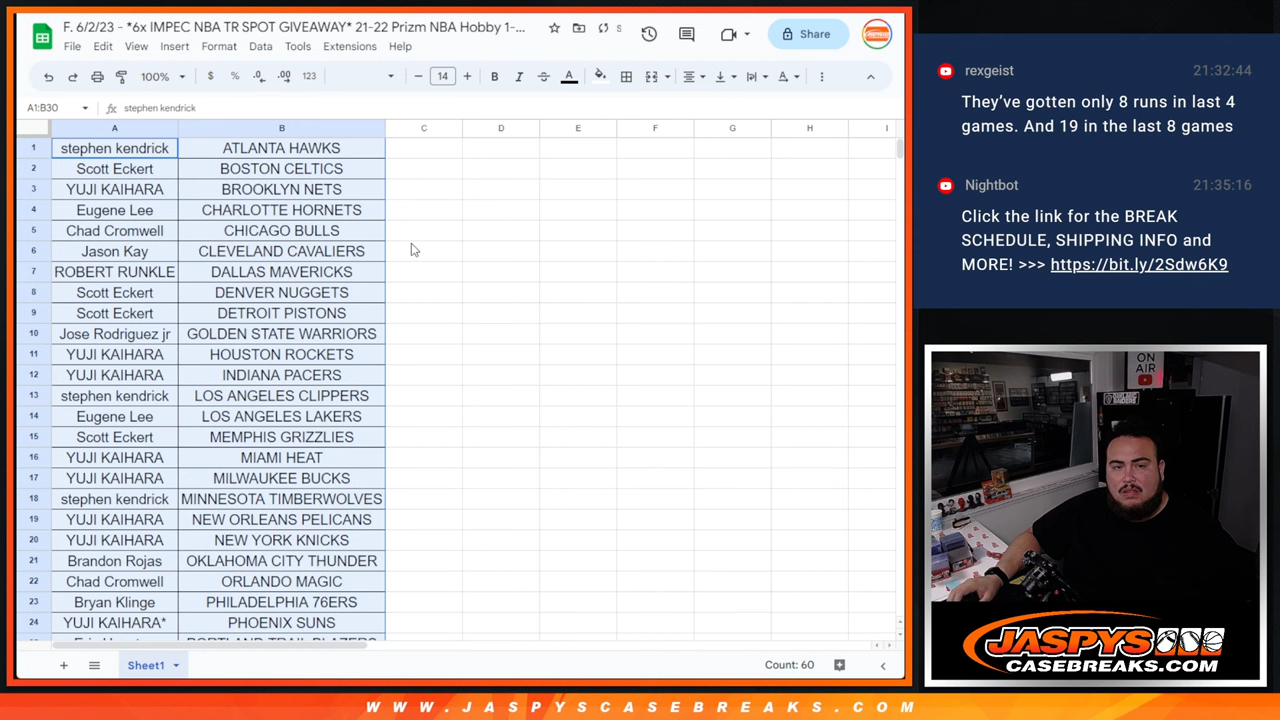 F. 6/2/23 - *6x IMPEC NBA TR SPOT GIVEAWAY* 21-22 Prizm NBA Hobby 1-...
Share
File Edit View Insert Format Data Tools Extensions Help
100% $ % .0 .00 123 14 B I A
A1:B30 fx stephen kendrick
A B C D E F G H I
1 stephen kendrick ATLANTA HAWKS
2 Scott Eckert BOSTON CELTICS
3 YUJI KAIHARA BROOKLYN NETS
4 Eugene Lee CHARLOTTE HORNETS
5 Chad Cromwell CHICAGO BULLS
6 Jason Kay CLEVELAND CAVALIERS
7 ROBERT RUNKLE DALLAS MAVERICKS
8 Scott Eckert DENVER NUGGETS
9 Scott Eckert DETROIT PISTONS
10 Jose Rodriguez jr GOLDEN STATE WARRIORS
11 YUJI KAIHARA HOUSTON ROCKETS
12 YUJI KAIHARA INDIANA PACERS
13 stephen kendrick LOS ANGELES CLIPPERS
14 Eugene Lee LOS ANGELES LAKERS
15 Scott Eckert MEMPHIS GRIZZLIES
16 YUJI KAIHARA MIAMI HEAT
17 YUJI KAIHARA MILWAUKEE BUCKS
18 stephen kendrick MINNESOTA TIMBERWOLVES
19 YUJI KAIHARA NEW ORLEANS PELICANS
20 YUJI KAIHARA NEW YORK KNICKS
21 Brandon Rojas OKLAHOMA CITY THUNDER
22 Chad Cromwell ORLANDO MAGIC
23 Bryan Klinge PHILADELPHIA 76ERS
24 YUJI KAIHARA* PHOENIX SUNS
PORTLAND TRAIL BLAZERS
Sheet1
Count: 60
rexgeist 21:32:44
They've gotten only 8 runs in last 4
games. And 19 in the last 8 games
Nightbot 21:35:16
Click the link for the BREAK
SCHEDULE, SHIPPING INFO and
MORE! >>> https://bit.ly/2Sdw6K9
ON
AIR
JASPYS
CASEBREAKS.COM
WWW.JASPYSCASEBREAKS.COM